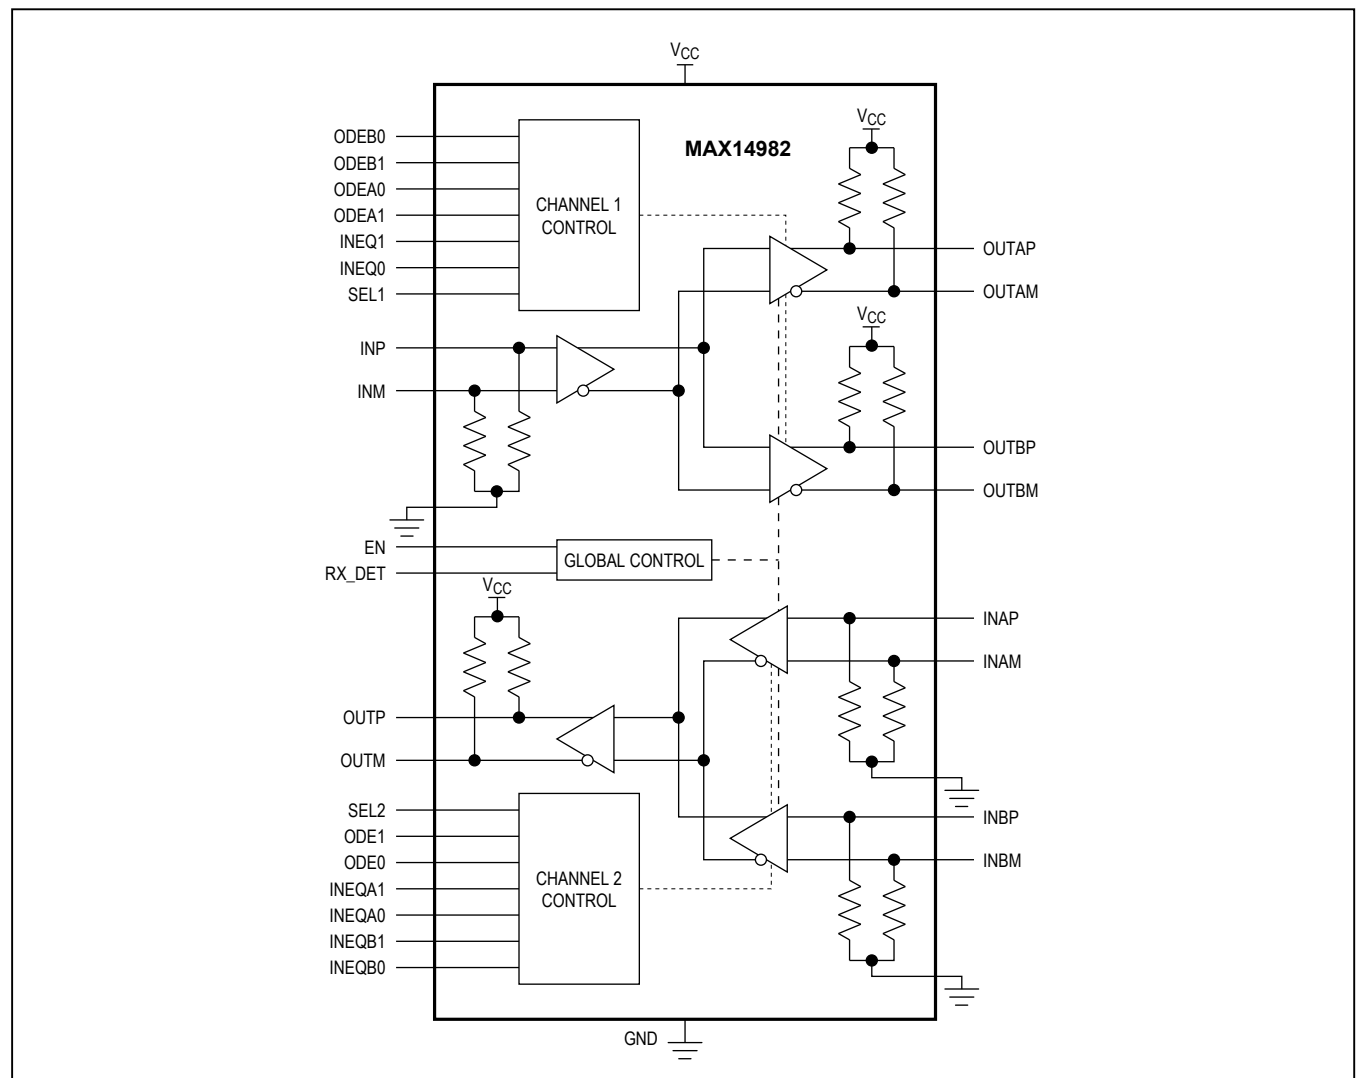 VCC
ODEB0
ODEB1
ODEA0
ODEA1
INEQ1
INEQ0
SEL1
CHANNEL 1
CONTROL
MAX14982
VCC
OUTAP
OUTAM
VCC
INP
INM
OUTBP
OUTBM
EN
RX_DET
GLOBAL CONTROL
VCC
INAP
INAM
OUTP
OUTM
SEL2
ODE1
ODE0
INEQA1
INEQA0
INEQB1
INEQB0
CHANNEL 2
CONTROL
INBP
INBM
GND